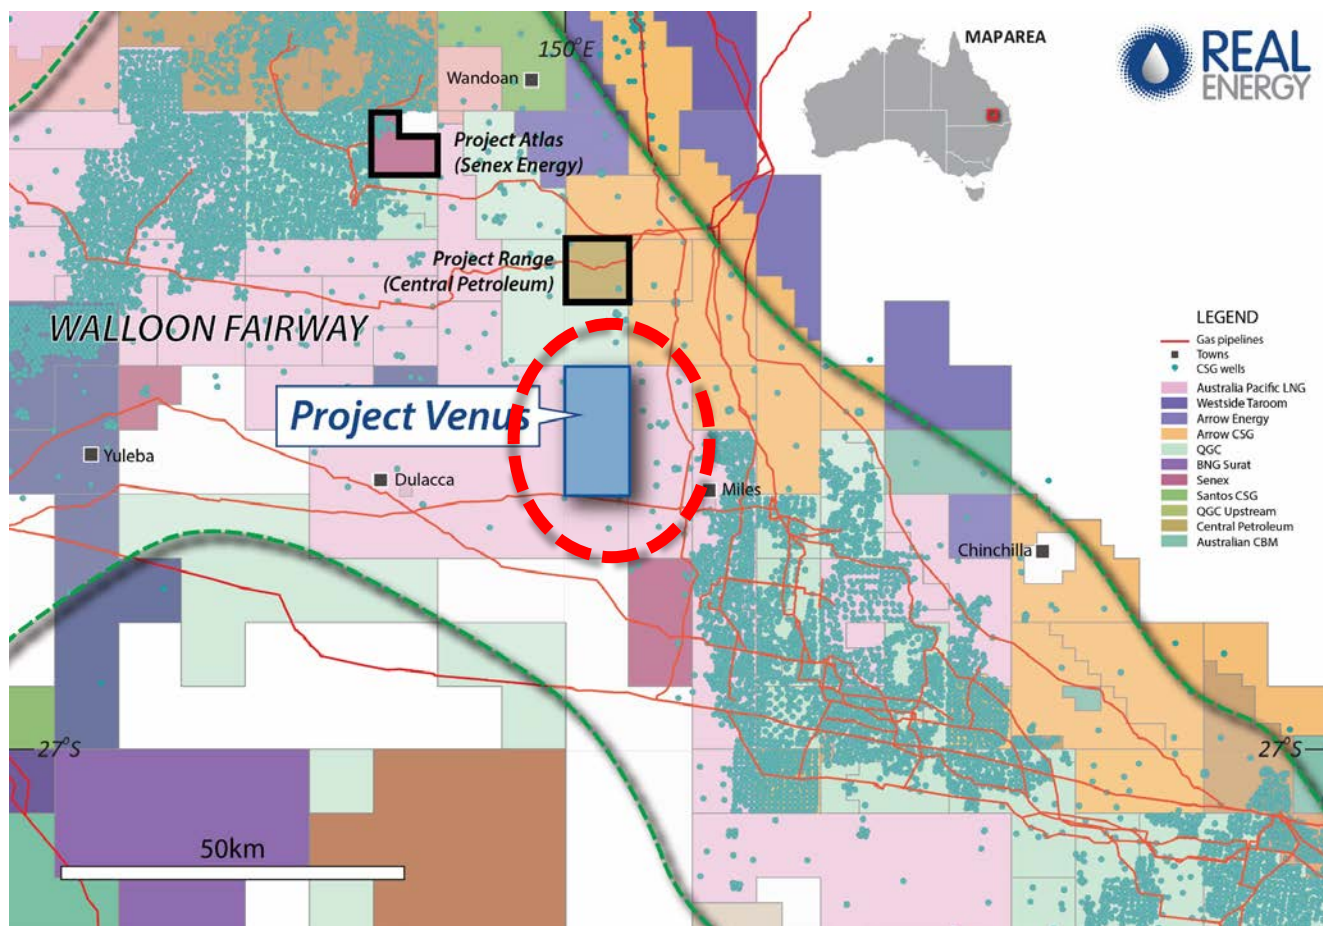 150°E
MAPAREA
REAL
ENERGY
Wandoan
Project Atlas
(Senex Energy)
Project Range
(Central Petroleum)
WALLOON FAIRWAY
Project Venus
Yuleba
Dulacca
Miles
Chinchilla
LEGEND
Gas pipelines
Towns
CSG wells
Australia Pacific LNG
Westside Taroom
Arrow Energy
Arrow CSG
QGC
BNG Surat
Senex
Santos CSG
QGC Upstream
Central Petroleum
Australian CBM
27°S
27°S
50km